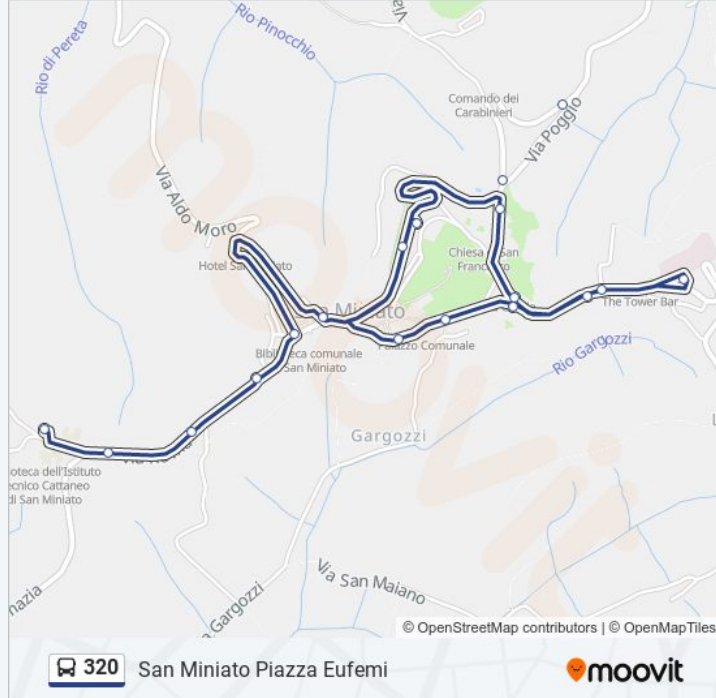 Rio Pinocchio
Via
Rio di Pereta
Comando dei
Carabinieri
Via Poggio
Via Aldo Moro
Hotel San Miniato
Chiesa di San
Francesco
San Miniato
The Tower Bar
Biblioteca comunale
San Miniato
Palazzo Comunale
Rio Gargozzi
Gargozzi
oteca dell'Istituto
ecnico Cattaneo
di San Miniato
Via San Maiano
nazia
a Gargozzi
© OpenStreetMap contributors | © OpenMapTiles
320 San Miniato Piazza Eufemi
moovit